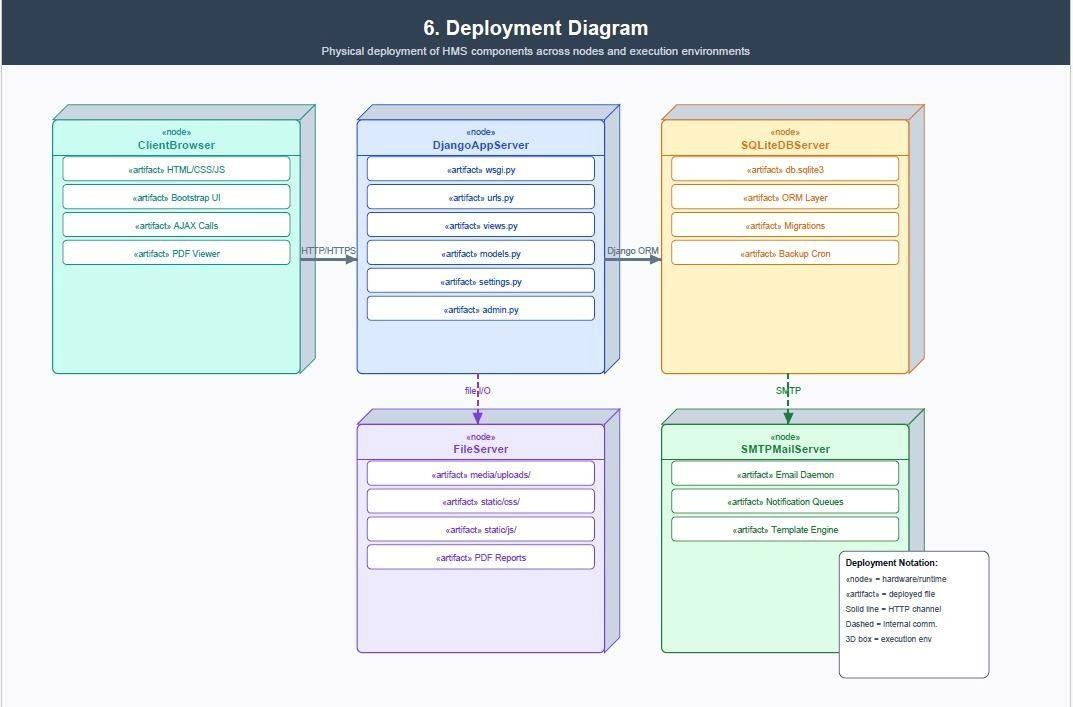 6. Deployment Diagram
Physical deployment of HMS components across nodes and execution environments
«node»
ClientBrowser
«artifact» HTML/CSS/JS
«artifact» Bootstrap UI
«artifact» AJAX Calls
«artifact» PDF Viewer
HTTP/HTTPS
«node»
DjangoAppServer
«artifact» wsgi.py
«artifact» urls.py
«artifact» views.py
«artifact» models.py
«artifact» settings.py
«artifact» admin.py
Django ORM
«node»
SQLiteDBServer
«artifact» db.sqlite3
«artifact» ORM Layer
«artifact» Migrations
«artifact» Backup Cron
file I/O
SMTP
«node»
FileServer
«artifact» media/uploads/
«artifact» static/css/
«artifact» static/js/
«artifact» PDF Reports
«node»
SMTPMailServer
«artifact» Email Daemon
«artifact» Notification Queues
«artifact» Template Engine
Deployment Notation:
«node» = hardware/runtime
«artifact» = deployed file
Solid line = HTTP channel
Dashed = internal comm.
3D box = execution env